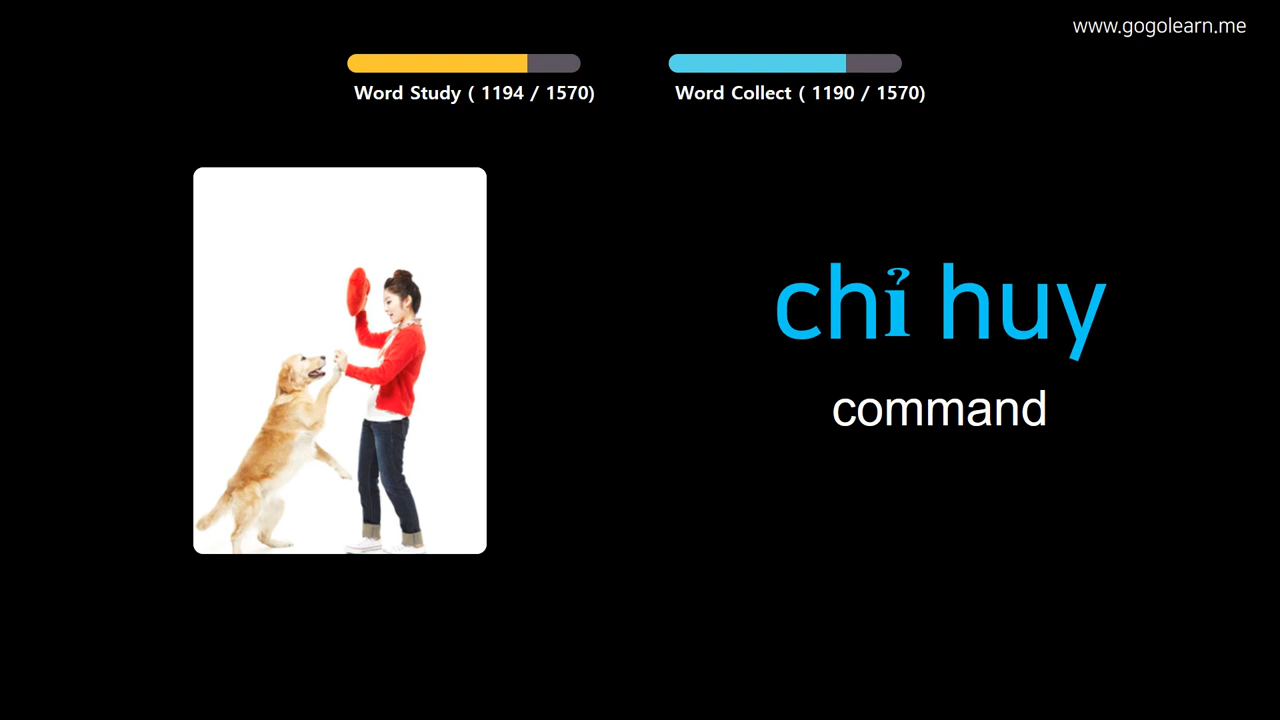 www.gogolearn.me
Word Study ( 1194 / 1570)
Word Collect ( 1190 / 1570)
chỉ huy
command